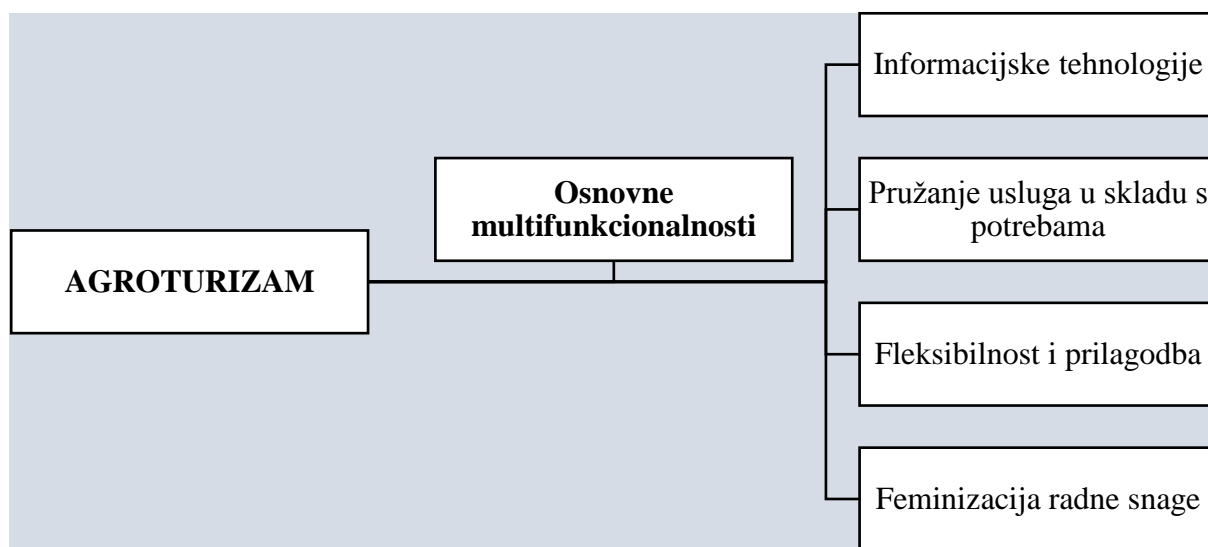 AGROTURIZAM
Osnovne
multifunkcionalnosti
Informacijske tehnologije
Pružanje usluga u skladu s
potrebama
Fleksibilnost i prilagodba
Feminizacija radne snage